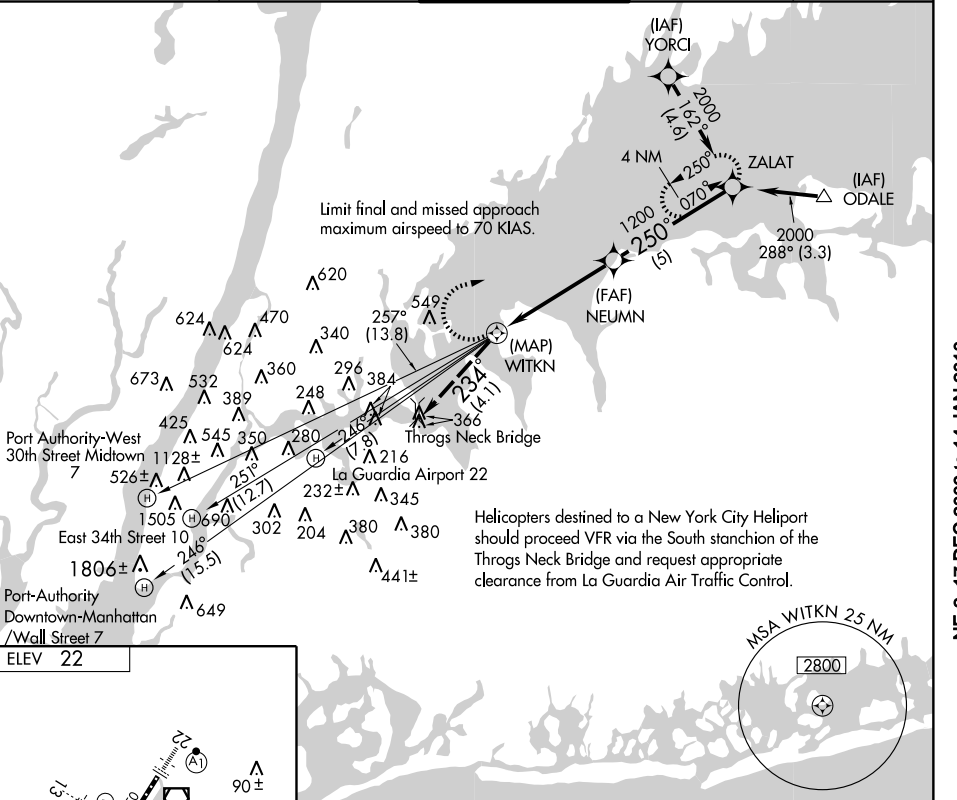 (IAF)
YORCI
2000
162°
(4.6)
4 NM
250°
070°
ZALAT
(IAF)
ODALE
2000
288° (3.3)
1200
250°
(5)
(FAF)
NEUMN
Limit final and missed approach
maximum airspeed to 70 KIAS.
620
549
257°
(13.8)
(MAP)
WITKN
234°
(4.1)
624
624
470
340
360
296
384
673
532
389
248
366
Throgs Neck Bridge
425
545
350
280
246°
(7.8)
216
Port Authority-West
30th Street Midtown
7
1128±
526±
251°
(12.7)
La Guardia Airport 22
232±
345
1505
690
302
204
380
380
East 34th Street 10
246°
(15.5)
1806±
441±
H
H
H
H
Port-Authority
Downtown-Manhattan
/Wall Street 7
649
Helicopters destined to a New York City Heliport
should proceed VFR via the South stanchion of the
Throgs Neck Bridge and request appropriate
clearance from La Guardia Air Traffic Control.
MSA WITKN 25 NM
2800
ELEV 22
22
A1
13
90±